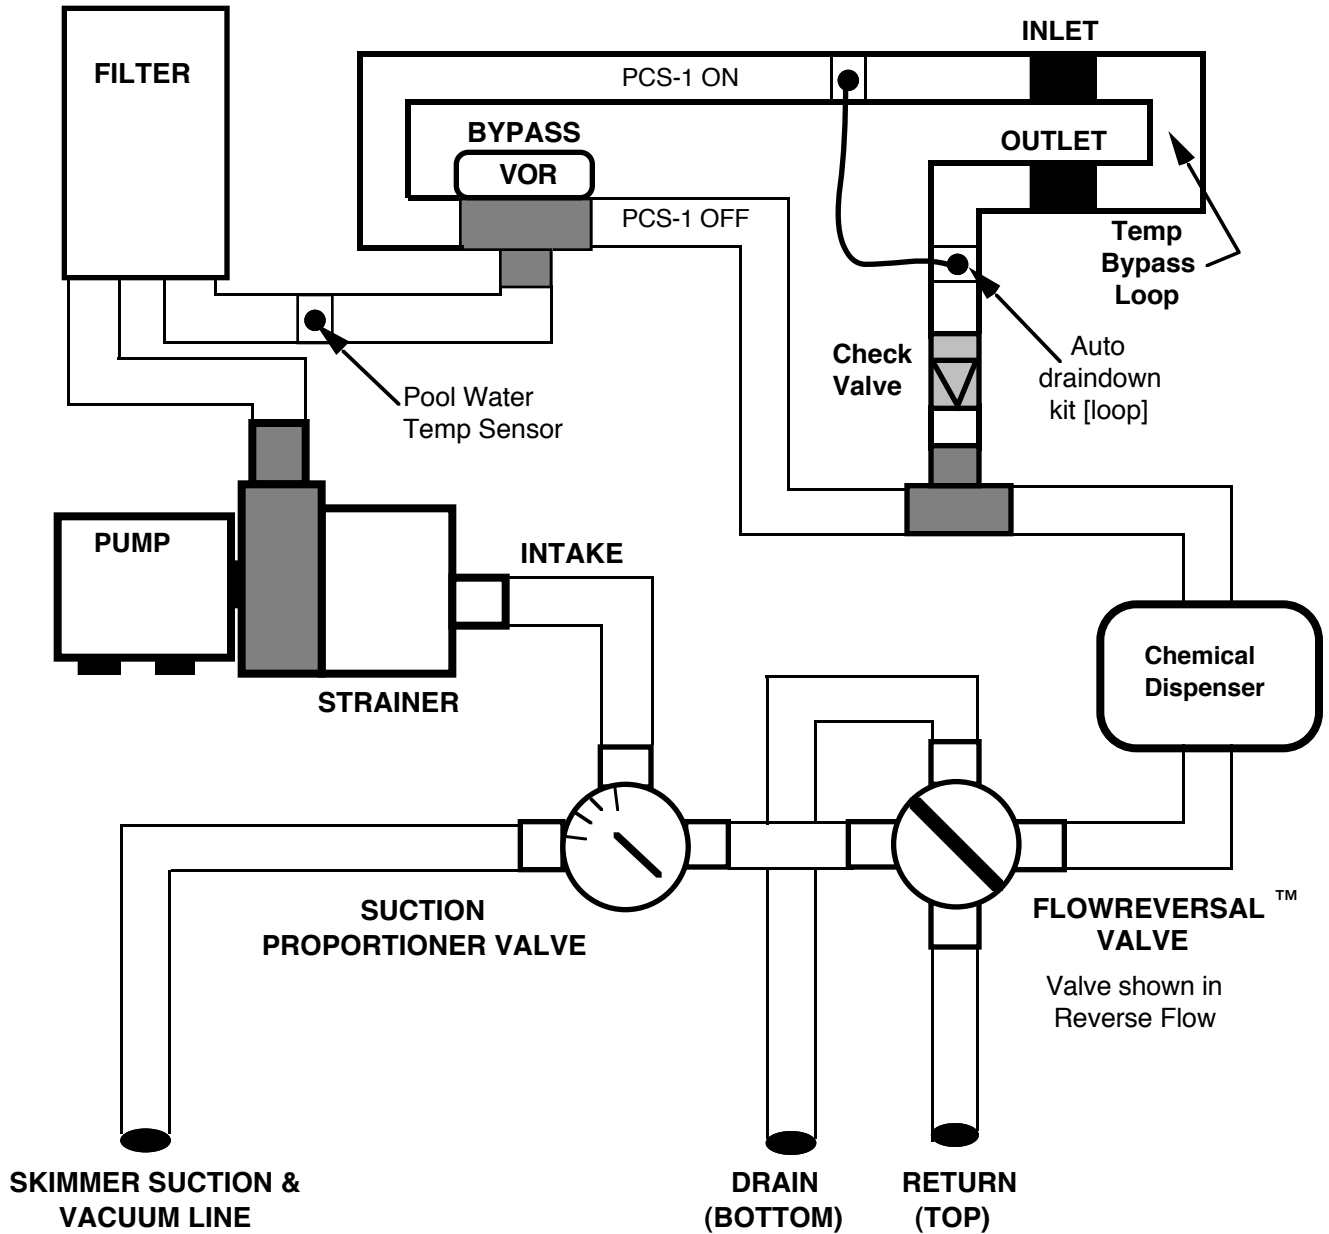 INLET
FILTER
PCS-1 ON
BYPASS
VOR
OUTLET
PCS-1 OFF
Temp
Bypass
Loop
Check
Valve
Auto
draindown
kit [loop]
Pool Water
Temp Sensor
PUMP
INTAKE
STRAINER
Chemical
Dispenser
SUCTION
PROPORTIONER VALVE
FLOWREVERSAL ™
VALVE
Valve shown in
Reverse Flow
SKIMMER SUCTION &
VACUUM LINE
DRAIN
(BOTTOM)
RETURN
(TOP)